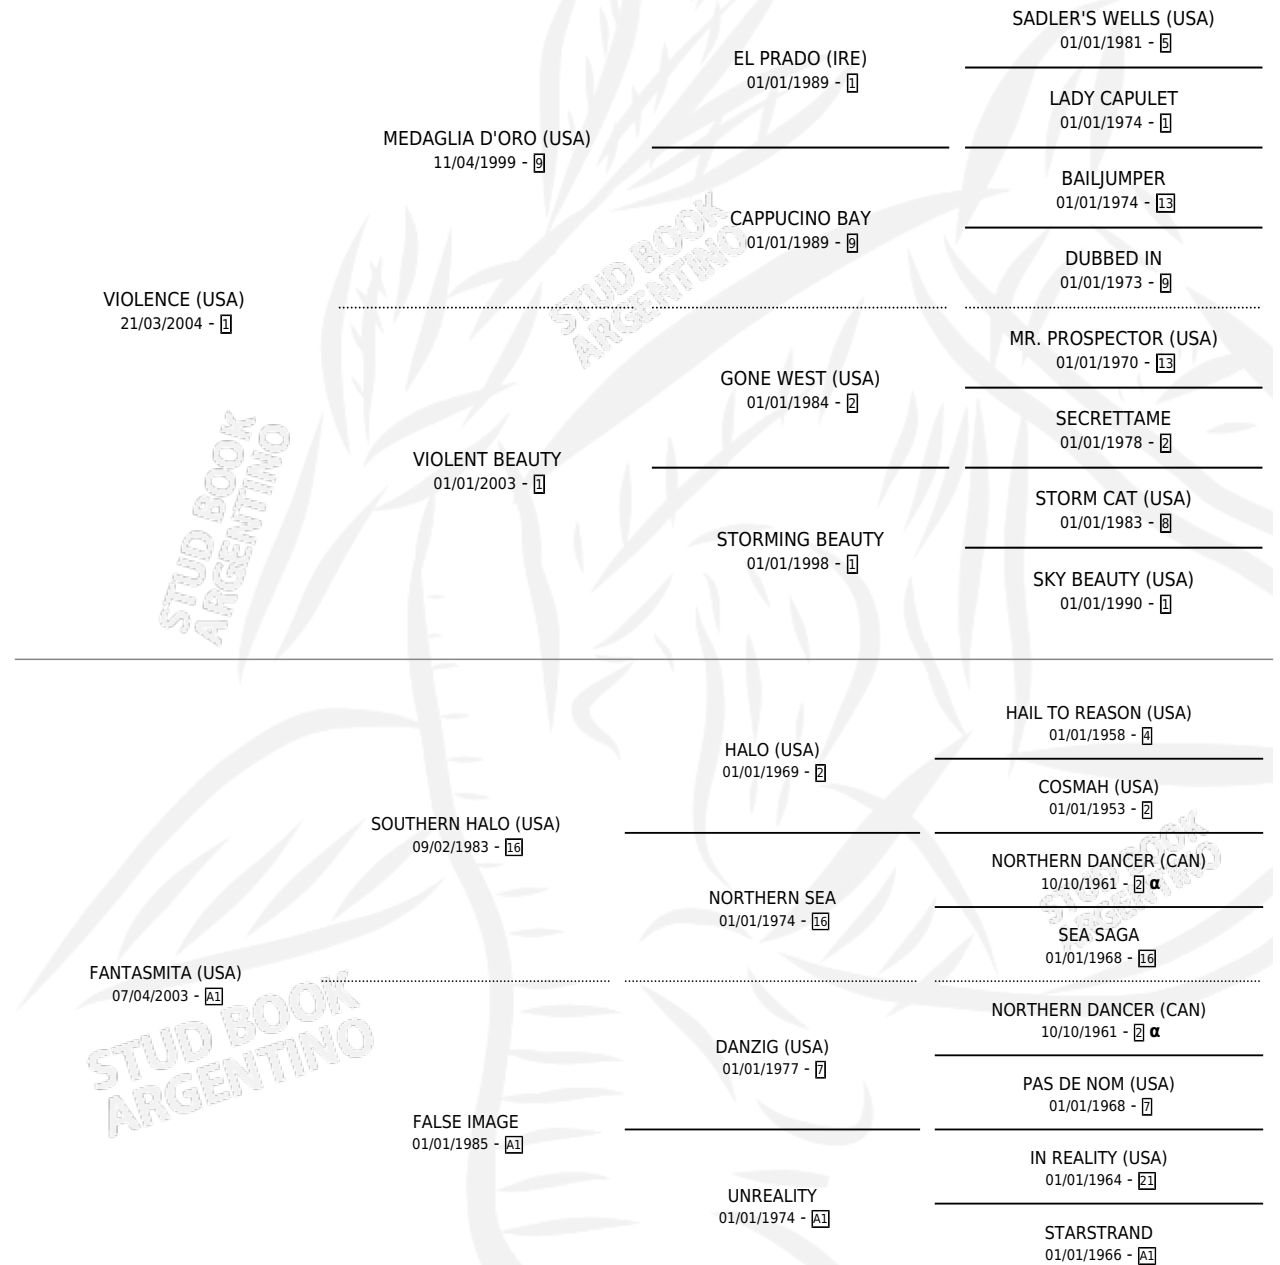 SADLER'S WELLS (USA)
01/01/1981 - 5
EL PRADO (IRE)
01/01/1989 - 1
LADY CAPULET
01/01/1974 - 1
MEDAGLIA D'ORO (USA)
11/04/1999 - 9
BAILJUMPER
01/01/1974 - 13
CAPPUCINO BAY
01/01/1989 - 9
DUBBED IN
01/01/1973 - 9
VIOLENCE (USA)
21/03/2004 - 1
MR. PROSPECTOR (USA)
01/01/1970 - 13
GONE WEST (USA)
01/01/1984 - 2
SECRETTAME
01/01/1978 - 2
VIOLENT BEAUTY
01/01/2003 - 1
STORM CAT (USA)
01/01/1983 - 8
STORMING BEAUTY
01/01/1998 - 1
SKY BEAUTY (USA)
01/01/1990 - 1
HAIL TO REASON (USA)
01/01/1958 - 4
HALO (USA)
01/01/1969 - 2
COSMAH (USA)
01/01/1953 - 2
SOUTHERN HALO (USA)
09/02/1983 - 16
NORTHERN DANCER (CAN)
10/10/1961 - 2 α
NORTHERN SEA
01/01/1974 - 16
SEA SAGA
01/01/1968 - 16
FANTASMITA (USA)
07/04/2003 - A1
NORTHERN DANCER (CAN)
10/10/1961 - 2 α
DANZIG (USA)
01/01/1977 - 7
PAS DE NOM (USA)
01/01/1968 - 7
FALSE IMAGE
01/01/1985 - A1
IN REALITY (USA)
01/01/1964 - 21
UNREALITY
01/01/1974 - A1
STARSTRAND
01/01/1966 - A1
STUD BOOK
ARGENTINO
STUD BOOK
ARGENTINO
STUD BOOK
ARGENTINO
STUD BOOK
ARGENTINO